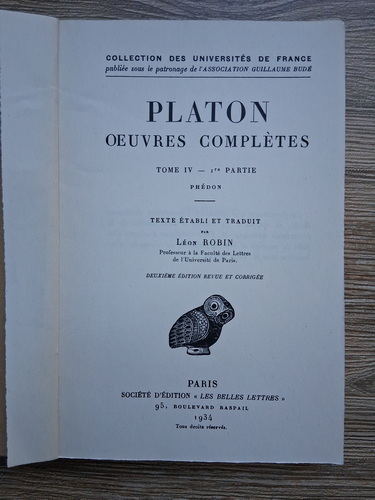 COLLECTION DES UNIVERSITÉS DE FRANCE
publiée sous le patronage de l'ASSOCIATION GUILLAUME BUDÉ
PLATON
OEUVRES COMPLÈTES
TOME IV — 1re PARTIE
PHÉDON
TEXTE ÉTABLI ET TRADUIT
PAR
LÉON ROBIN
Professeur à la Faculté des Lettres
de l'Université de Paris.
DEUXIÈME ÉDITION REVUE ET CORRIGÉE
PARIS
SOCIÉTÉ D'ÉDITION « LES BELLES LETTRES »
95, BOULEVARD RASPAIL
1934
Tous droits réservés.